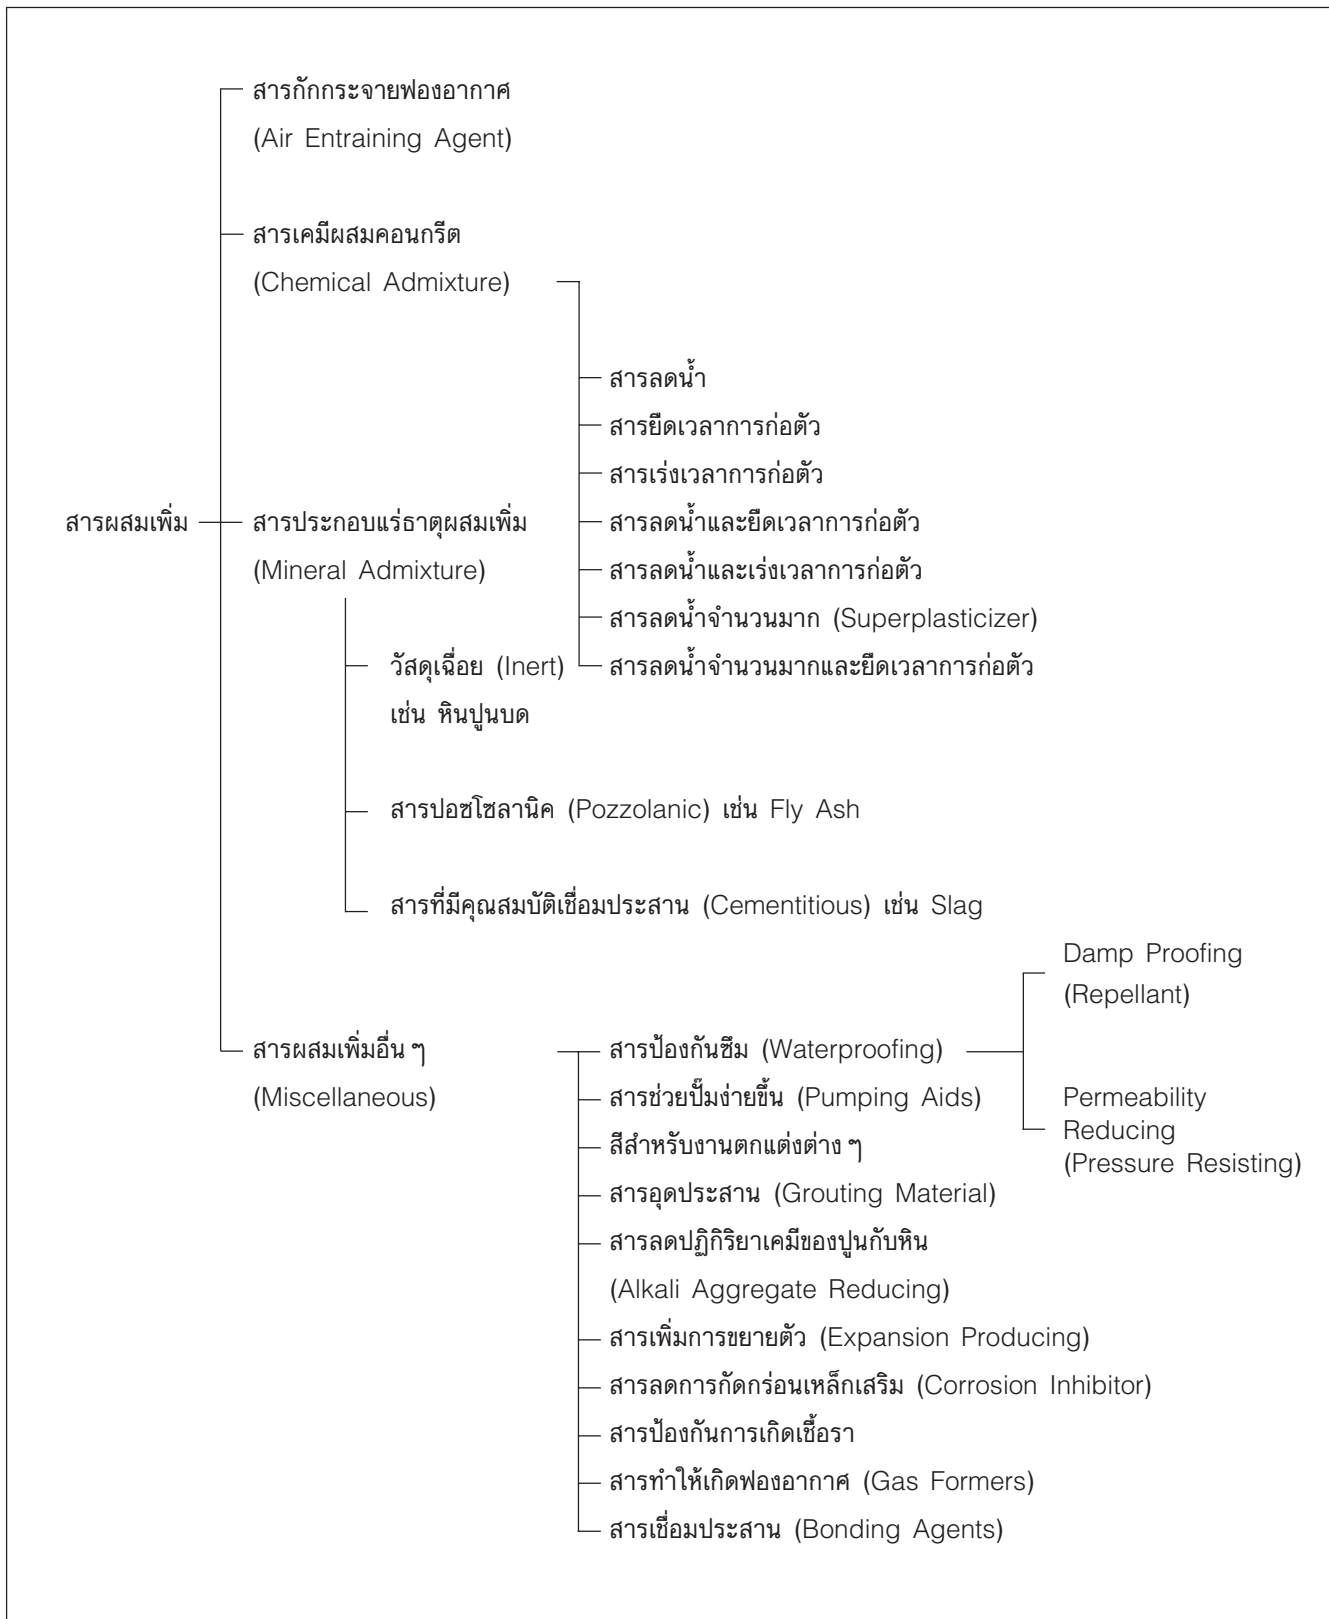 สารกักกระจายฟองอากาศ
(Air Entraining Agent)
สารเคมีผสมคอนกรีต
(Chemical Admixture)
สารลดน้ำ
สารยืดเวลาการก่อตัว
สารเร่งเวลาการก่อตัว
สารผสมเพิ่ม
สารประกอบแร่ธาตุผสมเพิ่ม
(Mineral Admixture)
สารลดน้ำและยืดเวลาการก่อตัว
สารลดน้ำและเร่งเวลาการก่อตัว
สารลดน้ำจำนวนมาก (Superplasticizer)
สารลดน้ำจำนวนมากและยืดเวลาการก่อตัว
วัสดุเฉื่อย (Inert)
เช่น หินปูนบด
สารปอซโซลานิค (Pozzolanic) เช่น Fly Ash
สารที่มีคุณสมบัติเชื่อมประสาน (Cementitious) เช่น Slag
สารผสมเพิ่มอื่น ๆ
(Miscellaneous)
สารป้องกันซึม (Waterproofing)
Damp Proofing
(Repellant)
Permeability
Reducing
(Pressure Resisting)
สารช่วยปั๊มง่ายขึ้น (Pumping Aids)
สีสำหรับงานตกแต่งต่าง ๆ
สารอุดประสาน (Grouting Material)
สารลดปฏิกิริยาเคมีของปูนกับหิน
(Alkali Aggregate Reducing)
สารเพิ่มการขยายตัว (Expansion Producing)
สารลดการกัดกร่อนเหล็กเสริม (Corrosion Inhibitor)
สารป้องกันการเกิดเชื้อรา
สารทำให้เกิดฟองอากาศ (Gas Formers)
สารเชื่อมประสาน (Bonding Agents)